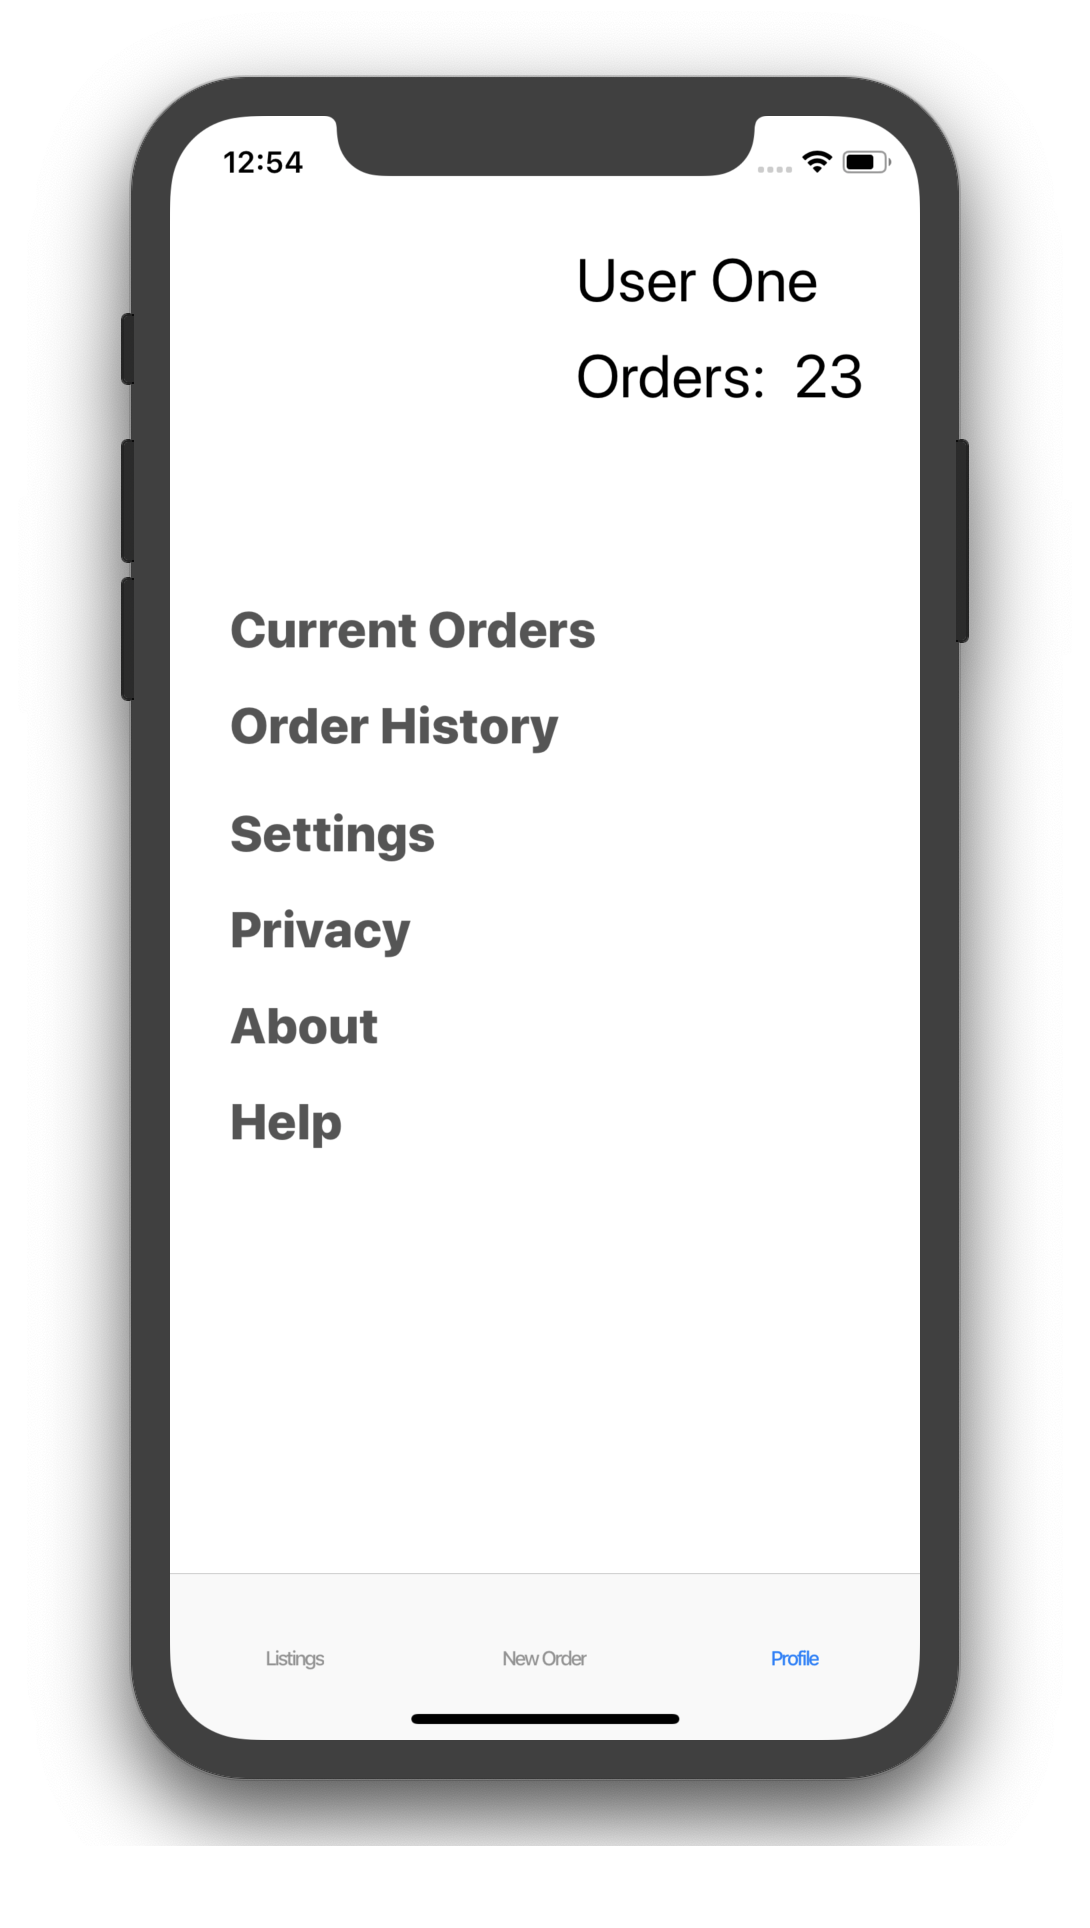 12:54
User One
Orders: 23
Current Orders
Order History
Settings
Privacy
About
Help
Listings New Order Profile